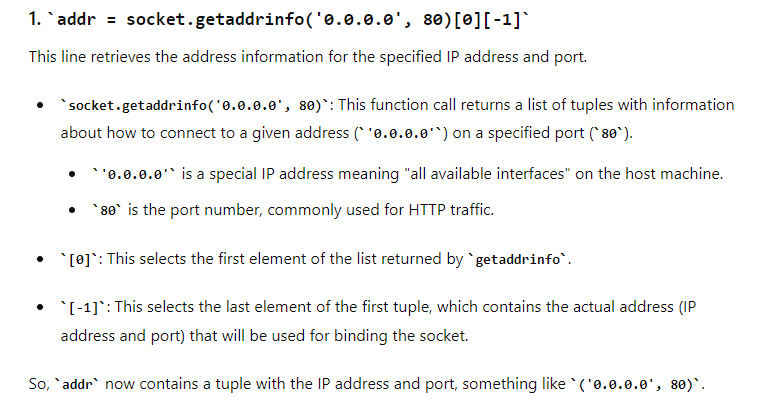 1. `addr = socket.getaddrinfo('0.0.0.0', 80)[0][-1]`
This line retrieves the address information for the specified IP address and port.
• `socket.getaddrinfo('0.0.0.0', 80)`: This function call returns a list of tuples with information
about how to connect to a given address (`'0.0.0.0'`) on a specified port (`80`).
• `'0.0.0.0'` is a special IP address meaning "all available interfaces" on the host machine.
• `80` is the port number, commonly used for HTTP traffic.
• `[0]`: This selects the first element of the list returned by `getaddrinfo`.
• `[-1]`: This selects the last element of the first tuple, which contains the actual address (IP
address and port) that will be used for binding the socket.
So, `addr` now contains a tuple with the IP address and port, something like `('0.0.0.0', 80)`.